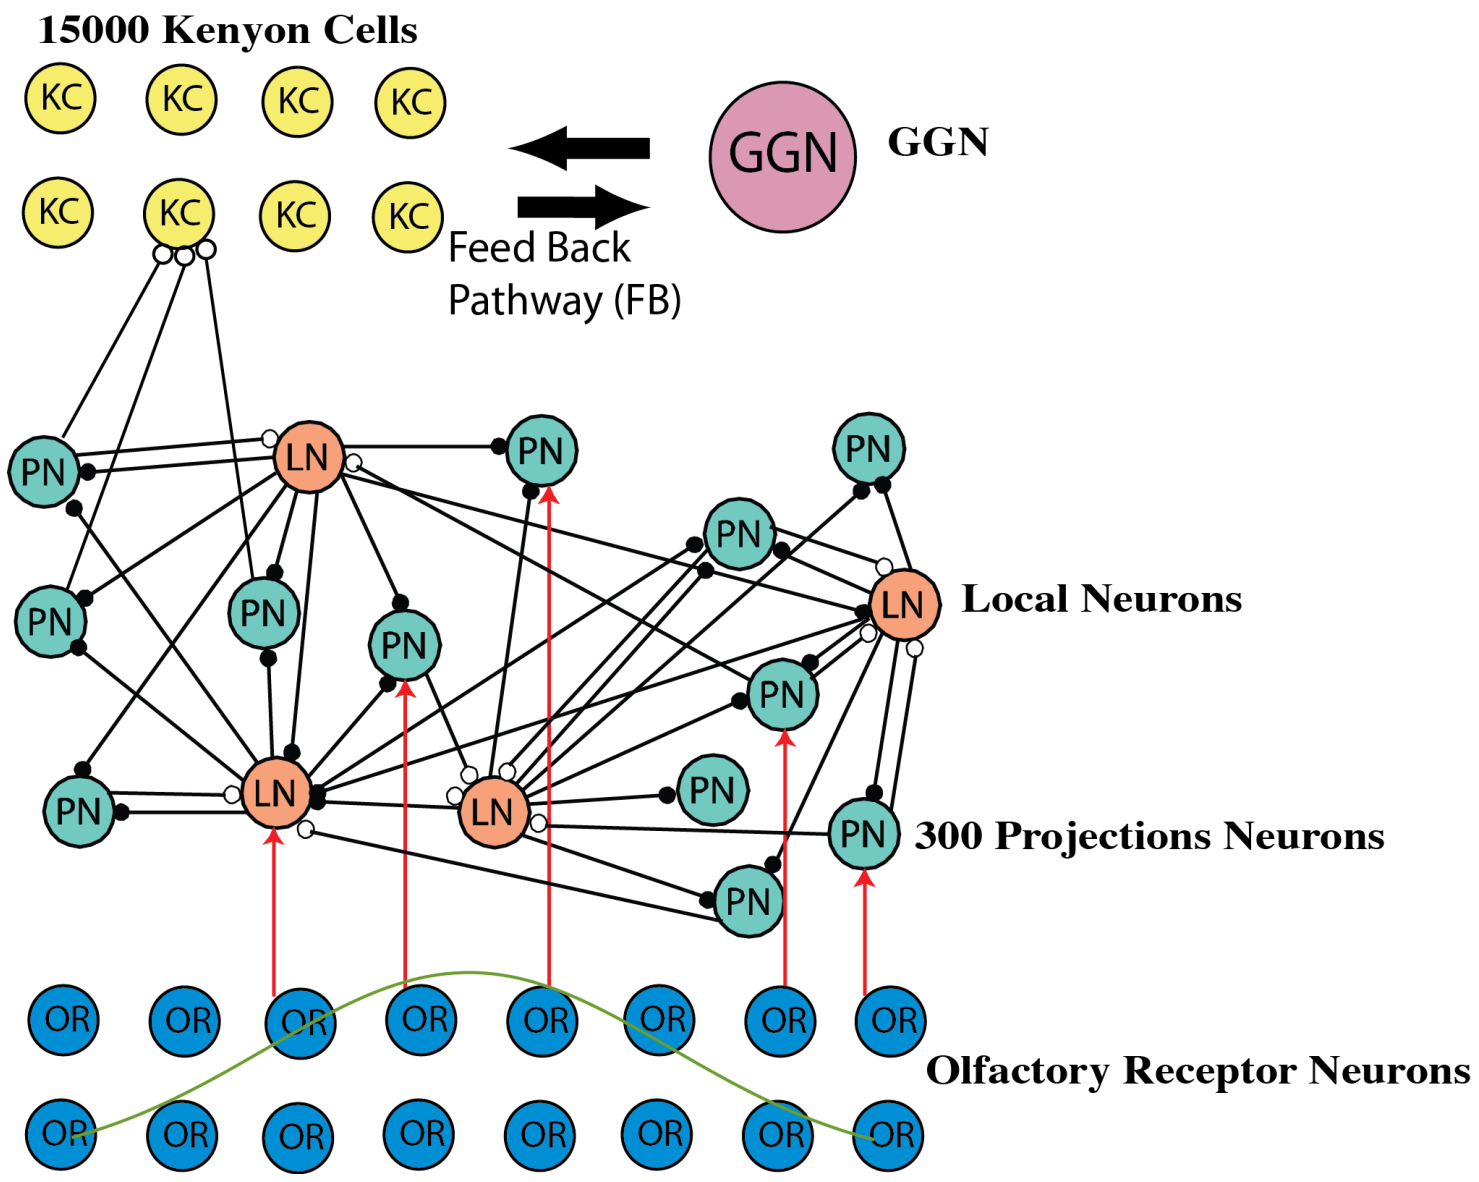 15000 Kenyon Cells
KC KC KC KC
GGN GGN
KC KC KC KC
Feed Back
Pathway (FB)
PN LN PN PN
PN
PN PN PN LN Local Neurons
PN
PN LN LN PN
PN 300 Projections Neurons
PN
OR OR OR OR OR OR OR OR
Olfactory Receptor Neurons
OR OR OR OR OR OR OR OR